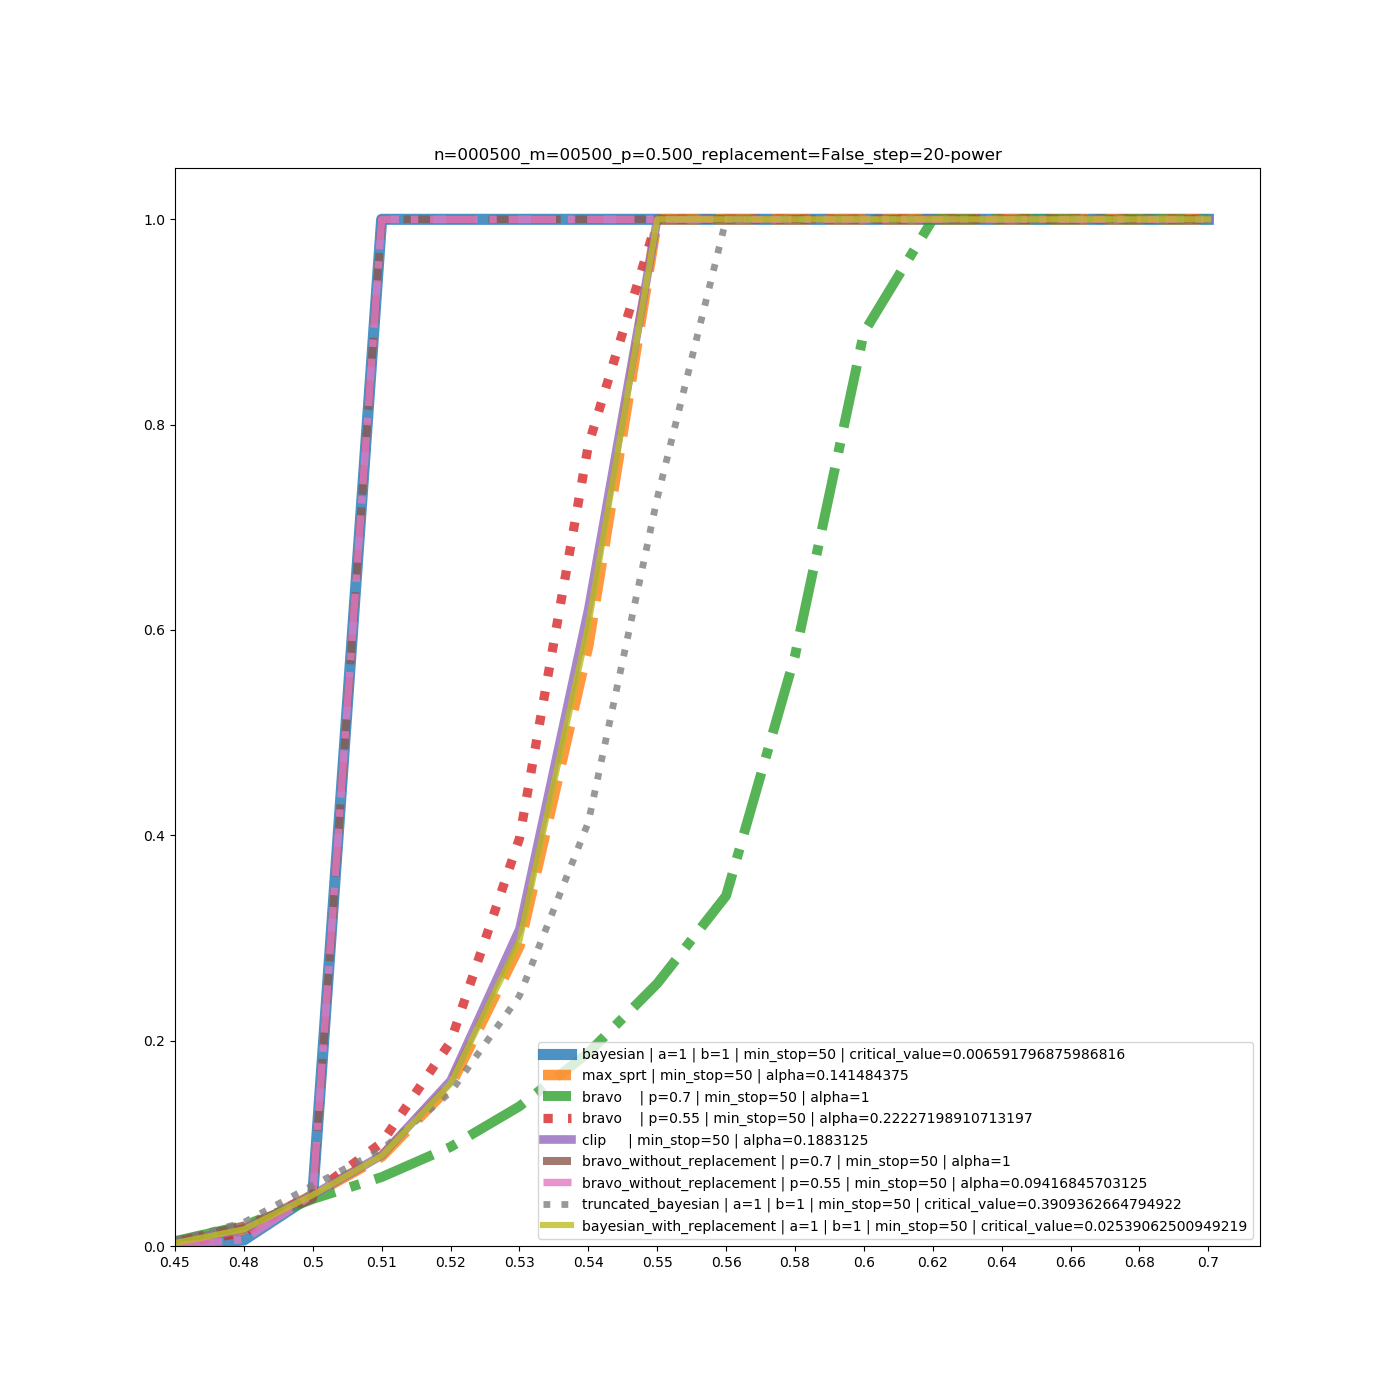 n=000500_m=00500_p=0.500_replacement=False_step=20-power
1.0
0.8
0.6
0.4
0.2
0.0
bayesian | a=1 | b=1 | min_stop=50 | critical_value=0.006591796875986816
max_sprt | min_stop=50 | alpha=0.141484375
bravo    | p=0.7 | min_stop=50 | alpha=1
bravo    | p=0.55 | min_stop=50 | alpha=0.22227198910713197
clip     | min_stop=50 | alpha=0.1883125
bravo_without_replacement | p=0.7 | min_stop=50 | alpha=1
bravo_without_replacement | p=0.55 | min_stop=50 | alpha=0.09416845703125
truncated_bayesian | a=1 | b=1 | min_stop=50 | critical_value=0.3909362664794922
bayesian_with_replacement | a=1 | b=1 | min_stop=50 | critical_value=0.02539062500949219
0.45 0.48 0.5 0.51 0.52 0.53 0.54 0.55 0.56 0.58 0.6 0.62 0.64 0.66 0.68 0.7